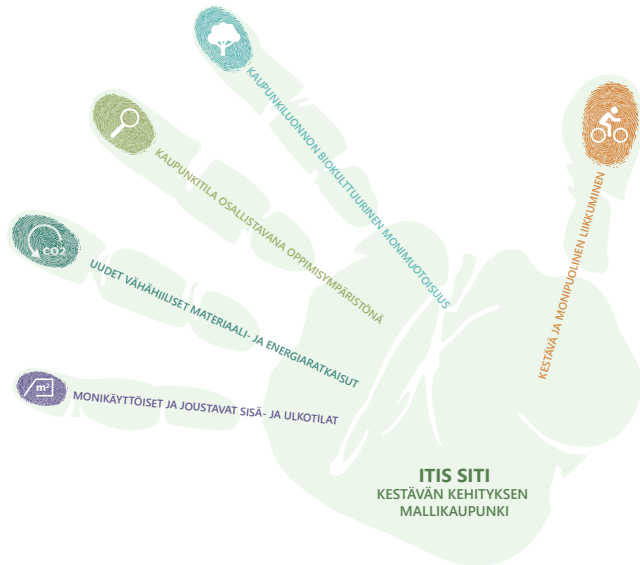 KAUPUNKILUONNON BIOKULTTUURINEN MONIMUOTOISUUS
KAUPUNKITILA OSALLISTAVANA OPPIMISYMPÄRISTÖNÄ
CO2
UUDET VÄHÄHIILISET MATERIAALI- JA ENERGIARATKAISUT
m²
MONIKÄYTTÖISET JA JOUSTAVAT SISÄ- JA ULKOTILAT
KESTÄVÄ JA MONIPUOLINEN LIIKKUMINEN
ITIS SITI
KESTÄVÄN KEHITYKSEN
MALLIKAUPUNKI